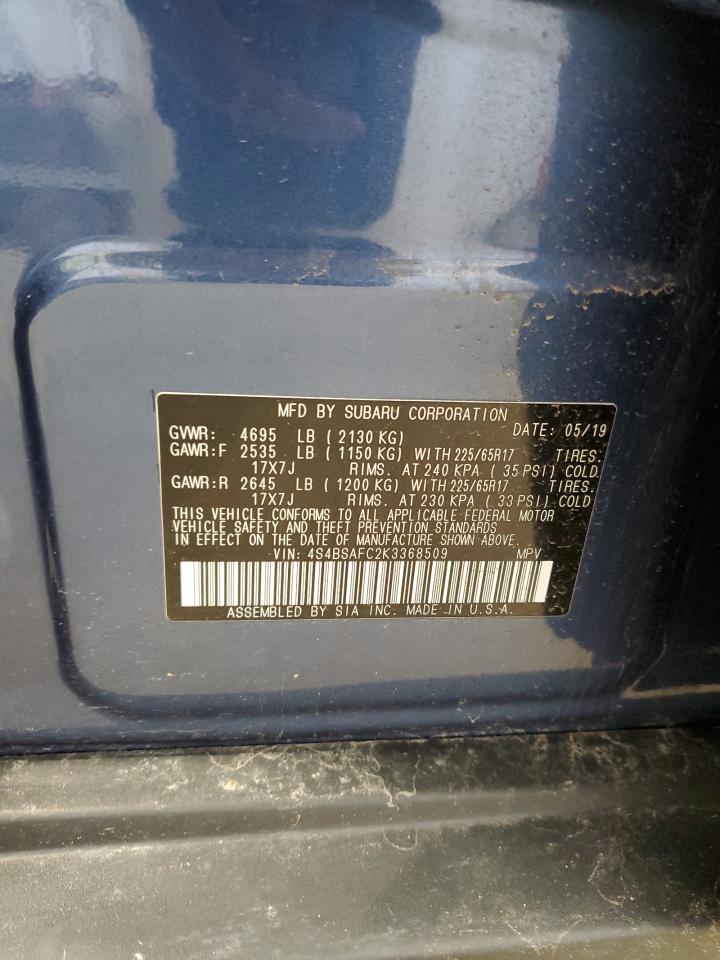 MFD BY SUBARU CORPORATION
GVWR: 4695 LB ( 2130 KG) DATE: 05/19
GAWR:F 2535 LB ( 1150 KG) WITH 225/65R17 TIRES.
17X7J RIMS. AT 240 KPA ( 35 PSI) COLD.
GAWR:R 2645 LB ( 1200 KG) WITH 225/65R17 TIRES.
17X7J RIMS. AT 230 KPA ( 33 PSI) COLD
THIS VEHICLE CONFORMS TO ALL APPLICABLE FEDERAL MOTOR
VEHICLE SAFETY AND THEFT PREVENTION STANDARDS
IN EFFECT ON THE DATE OF MANUFACTURE SHOWN ABOVE.
VIN: 4S4BSAFC2K3368509 MPV
ASSEMBLED BY SIA INC. MADE IN U.S.A.